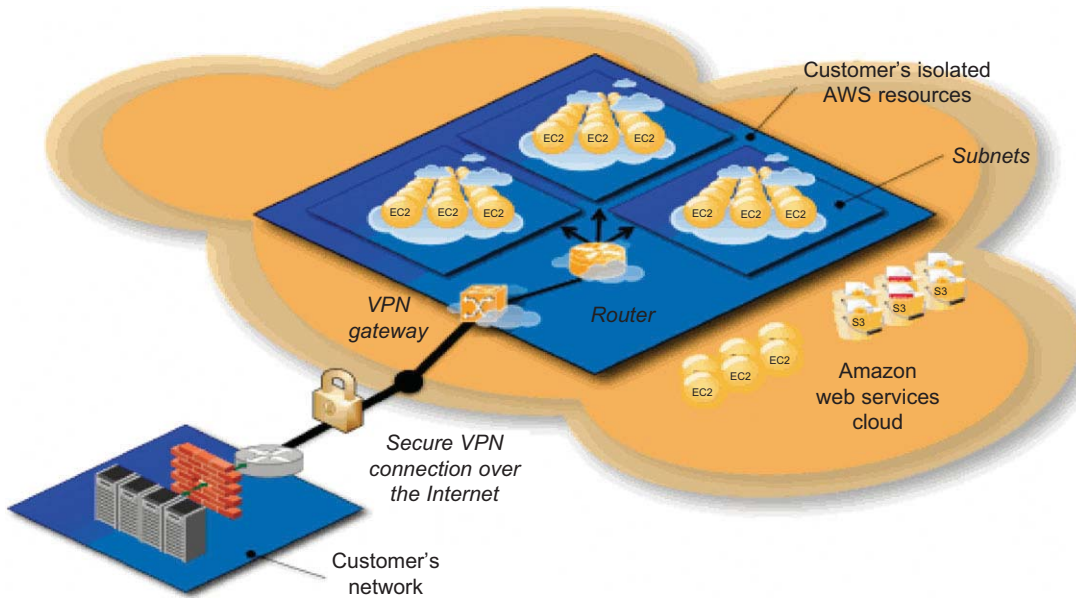 Customer's isolated
AWS resources
Subnets
EC2 EC2 EC2
EC2 EC2 EC2
EC2 EC2 EC2
VPN
gateway
Router
S3
S3
S3
EC2
EC2
EC2
Amazon
web services
cloud
Secure VPN
connection over
the Internet
Customer's
network